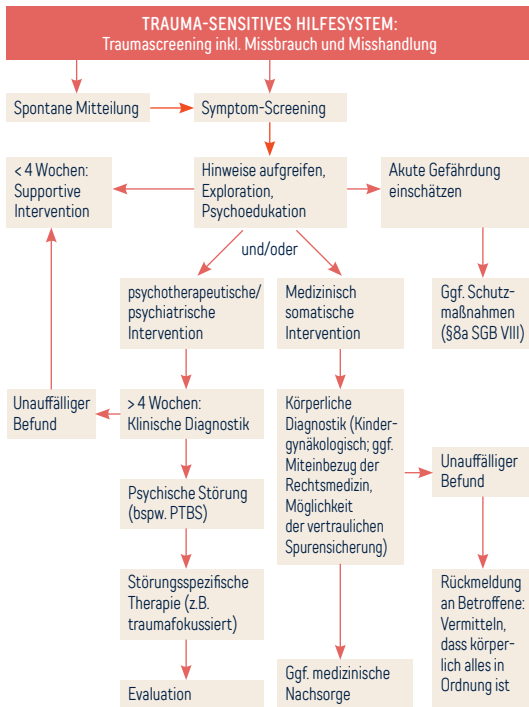 TRAUMA-SENSITIVES HILFESYSTEM:
Traumascreening inkl. Missbrauch und Misshandlung
Spontane Mitteilung
Symptom-Screening
< 4 Wochen:
Supportive
Intervention
Hinweise aufgreifen,
Exploration,
Psychoedukation
Akute Gefährdung
einschätzen
und/oder
psychotherapeutische/
psychiatrische
Intervention
Medizinisch
somatische
Intervention
Ggf. Schutz-
maßnahmen
(§8a SGB VIII)
Unauffälliger
Befund
> 4 Wochen:
Klinische Diagnostik
Körperliche
Diagnostik (Kinder-
gynäkologisch; ggf.
Miteinbezug der
Rechtsmedizin,
Möglichkeit
der vertraulichen
Spurensicherung)
Unauffälliger
Befund
Psychische Störung
(bspw. PTBS)
Störungsspezifische
Therapie (z.B.
traumafokussiert)
Rückmeldung
an Betroffene:
Vermitteln,
dass körper-
lich alles in
Ordnung ist
Evaluation
Ggf. medizinische
Nachsorge